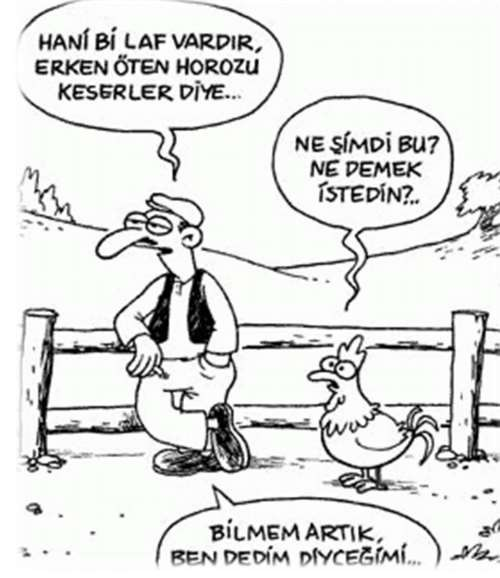 HANİ Bİ LAF VARDIR,
ERKEN ÖTEN HOROZU
KESERLER DİYE...
NE ŞİMDİ BU?
NE DEMEK
İSTEDİN?..
BİLMEM ARTIK,
BEN DEDİM DİYCEĞİMİ...